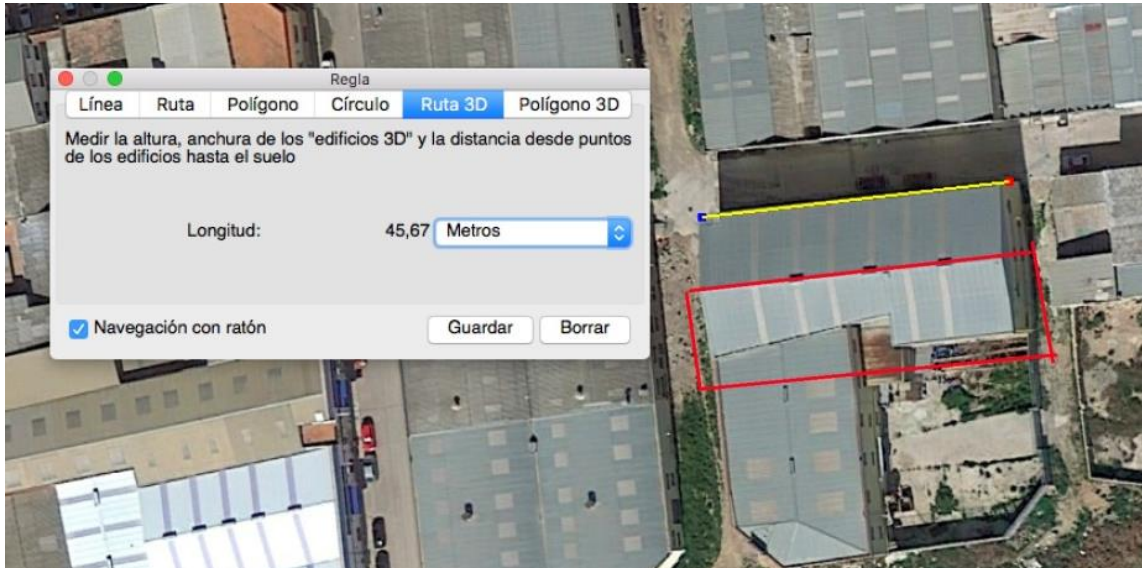 Regla
Línea Ruta Polígono Círculo Ruta 3D Polígono 3D
Medir la altura, anchura de los "edificios 3D" y la distancia desde puntos
de los edificios hasta el suelo
Longitud: 45,67 Metros
Navegación con ratón Guardar Borrar